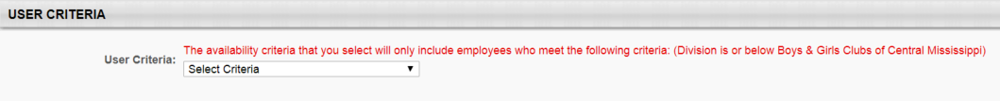 USER CRITERIA
The availability criteria that you select will only include employees who meet the following criteria: (Division is or below Boys & Girls Clubs of Central Mississippi)
User Criteria:
Select Criteria